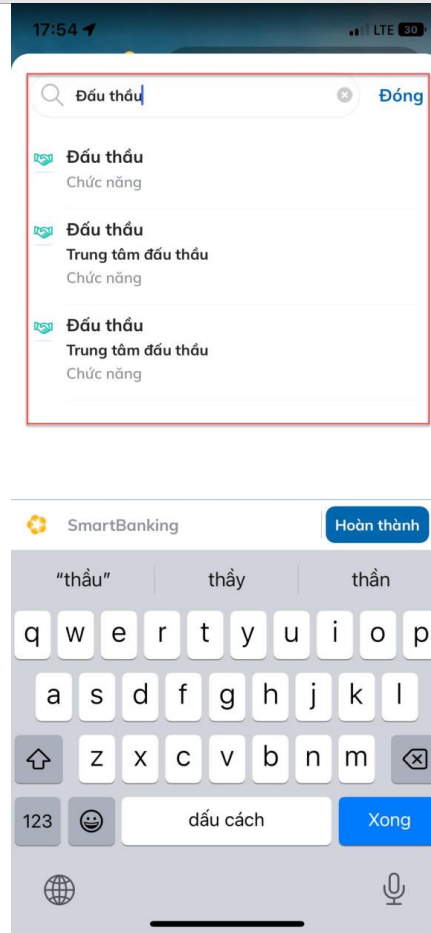 17:54 LTE 30
Đấu thầu Đóng
Đấu thầu
Chức năng
Đấu thầu
Trung tâm đấu thầu
Chức năng
Đấu thầu
Trung tâm đấu thầu
Chức năng
SmartBanking Hoàn thành
“thầu” thầy thần
q w e r t y u i o p
a s d f g h j k l
z x c v b n m
123 dấu cách Xong